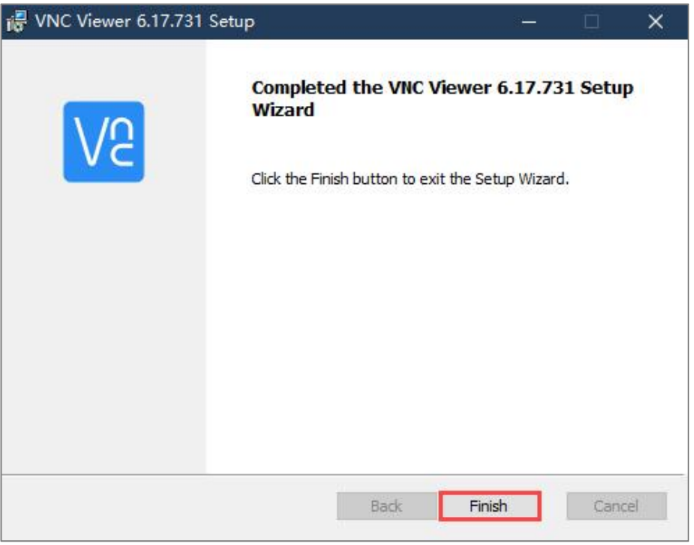 VNC Viewer 6.17.731 Setup
Completed the VNC Viewer 6.17.731 Setup
Wizard
VNC
Click the Finish button to exit the Setup Wizard.
Back Finish Cancel